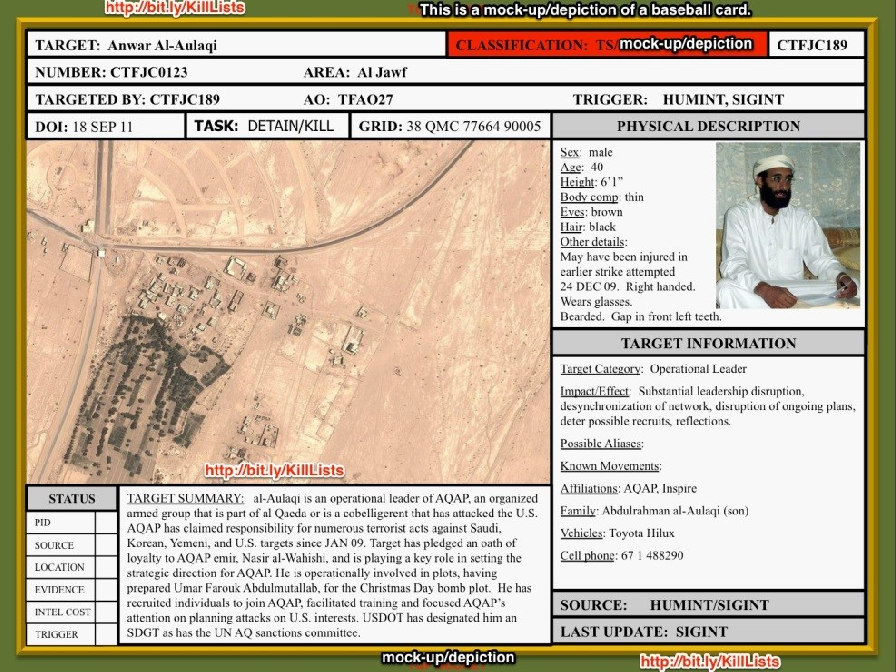 http://bit.ly/KillLists
This is a mock-up/depiction of a baseball card.
TARGET: Anwar Al-Aulaqi
CLASSIFICATION: TS/mock-up/depiction
CTFJC189
NUMBER: CTFJC0123
AREA: Al Jawf
TARGETED BY: CTFJC189
AO: TFAO27
TRIGGER: HUMINT, SIGINT
DOI: 18 SEP 11
TASK: DETAIN/KILL
GRID: 38 QMC 77664 90005
PHYSICAL DESCRIPTION
Sex: male
Age: 40
Height: 6'1"
Body comp: thin
Eyes: brown
Hair: black
Other details:
May have been injured in
earlier strike attempted
24 DEC 09. Right handed.
Wears glasses.
Bearded. Gap in front left teeth.
TARGET INFORMATION
Target Category: Operational Leader
Impact/Effect: Substantial leadership disruption,
desynchronization of network, disruption of ongoing plans,
deter possible recruits, reflections.
Possible Aliases:
Known Movements:
Affiliations: AQAP, Inspire
Family: Abdulrahman al-Aulaqi (son)
Vehicles: Toyota Hilux
Cell phone: 67 1 488290
SOURCE: HUMINT/SIGINT
LAST UPDATE: SIGINT
http://bit.ly/KillLists
STATUS
PID
SOURCE
LOCATION
EVIDENCE
INTEL COST
TRIGGER
TARGET SUMMARY: al-Aulaqi is an operational leader of AQAP, an organized
armed group that is part of al Qaeda or is a cobelligerent that has attacked the U.S.
AQAP has claimed responsibility for numerous terrorist acts against Saudi,
Korean, Yemeni, and U.S. targets since JAN 09. Target has pledged an oath of
loyalty to AQAP emir, Nasir al-Wahishi, and is playing a key role in setting the
strategic direction for AQAP. He is operationally involved in plots, having
prepared Umar Farouk Abdulmutallab, for the Christmas Day bomb plot. He has
recruited individuals to join AQAP, facilitated training and focused AQAP's
attention on planning attacks on U.S. interests. USDOT has designated him an
SDGT as has the UN AQ sanctions committee.
mock-up/depiction
http://bit.ly/KillLists